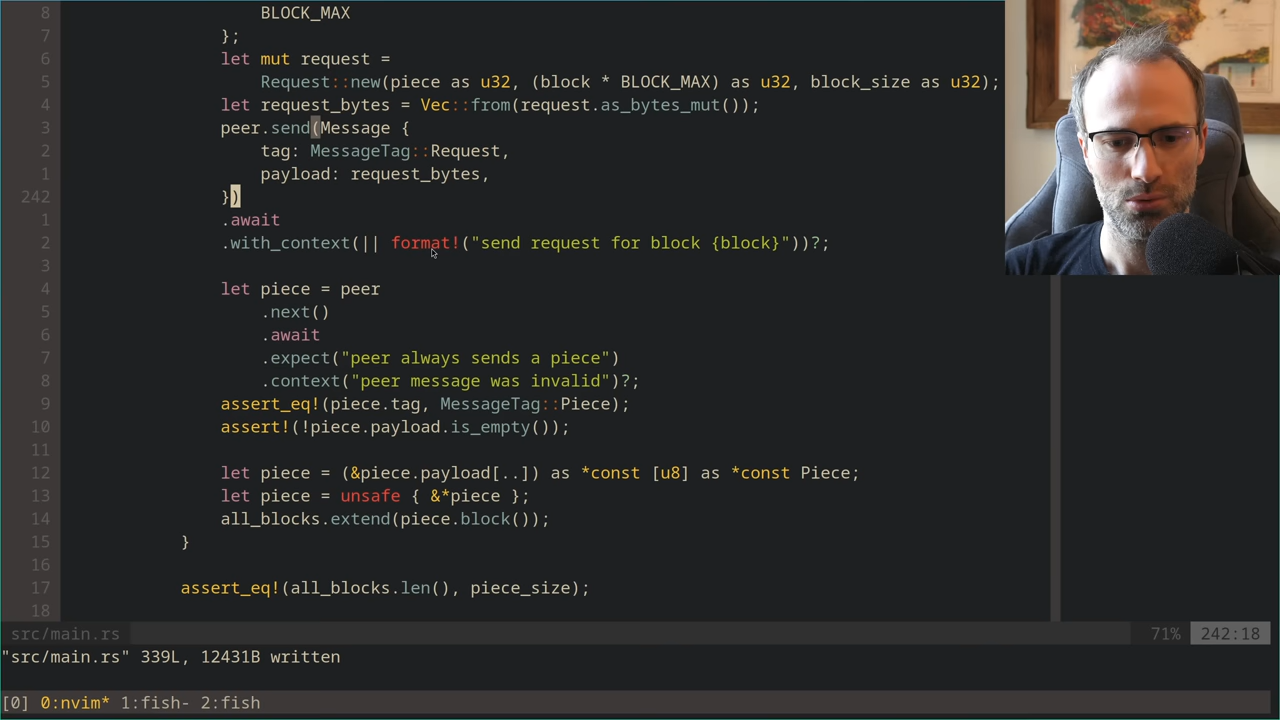 8 BLOCK_MAX
7 };
6 let mut request =
5 Request::new(piece as u32, (block * BLOCK_MAX) as u32, block_size as u32);
4 let request_bytes = Vec::from(request.as_bytes_mut());
3 peer.send(Message {
2 tag: MessageTag::Request,
1 payload: request_bytes,
242 })
1 .await
2 .with_context(|| format!("send request for block {block}"))?;
3
4 let piece = peer
5 .next()
6 .await
7 .expect("peer always sends a piece")
8 .context("peer message was invalid")?;
9 assert_eq!(piece.tag, MessageTag::Piece);
10 assert!(!piece.payload.is_empty());
11
12 let piece = (&piece.payload[..]) as *const [u8] as *const Piece;
13 let piece = unsafe { &*piece };
14 all_blocks.extend(piece.block());
15 }
16
17 assert_eq!(all_blocks.len(), piece_size);
18
src/main.rs 71% 242:18
"src/main.rs" 339L, 12431B written
[0] 0:nvim* 1:fish- 2:fish